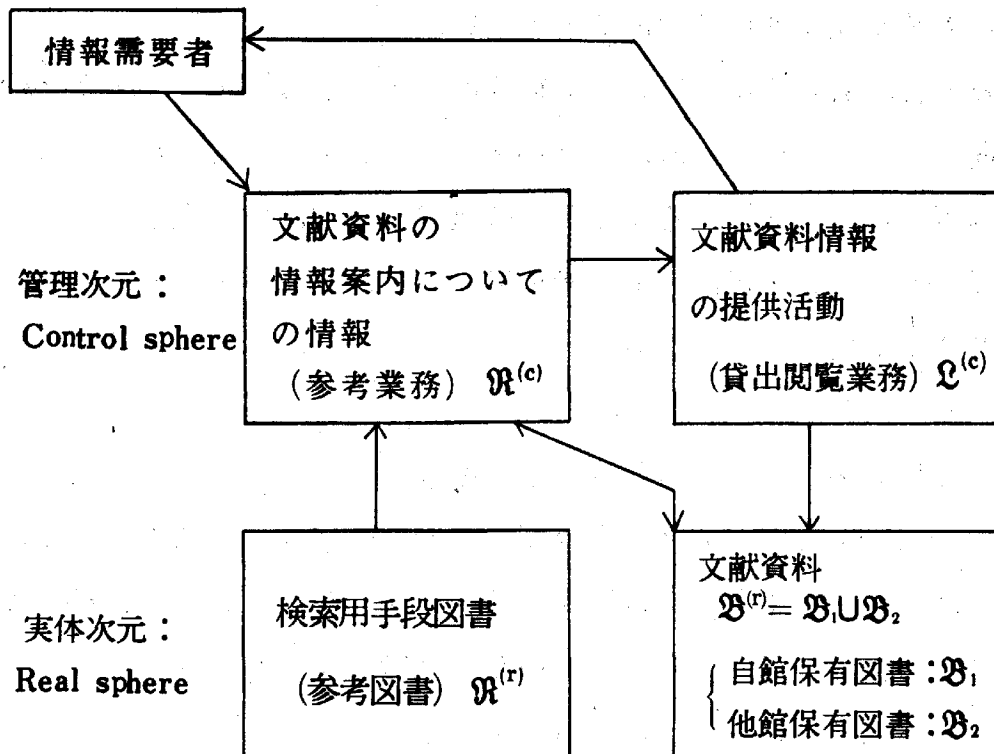 情報需要者
管理次元：
Control sphere
文献資料の
情報案内について
の情報
（参考業務） 𝕽⁽ᶜ⁾
文献資料情報
の提供活動
（貸出閲覧業務） 𝕷⁽ᶜ⁾
実体次元：
Real sphere
検索用手段図書
（参考図書） 𝕽⁽ʳ⁾
文献資料
𝕭⁽ʳ⁾= 𝕭₁∪𝕭₂
自館保有図書：𝕭₁
他館保有図書：𝕭₂